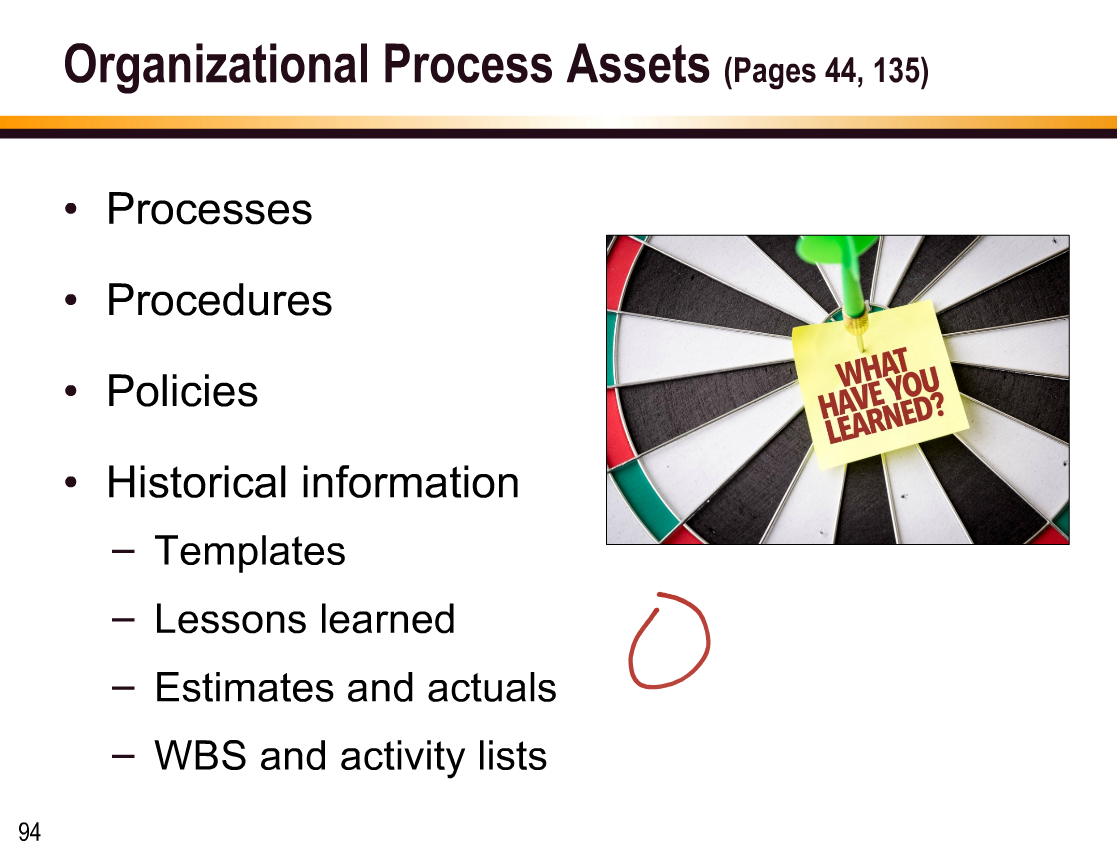 Organizational Process Assets (Pages 44, 135)
• Processes
• Procedures
• Policies
• Historical information
– Templates
– Lessons learned
– Estimates and actuals
– WBS and activity lists
WHAT
HAVE YOU
LEARNED?
94